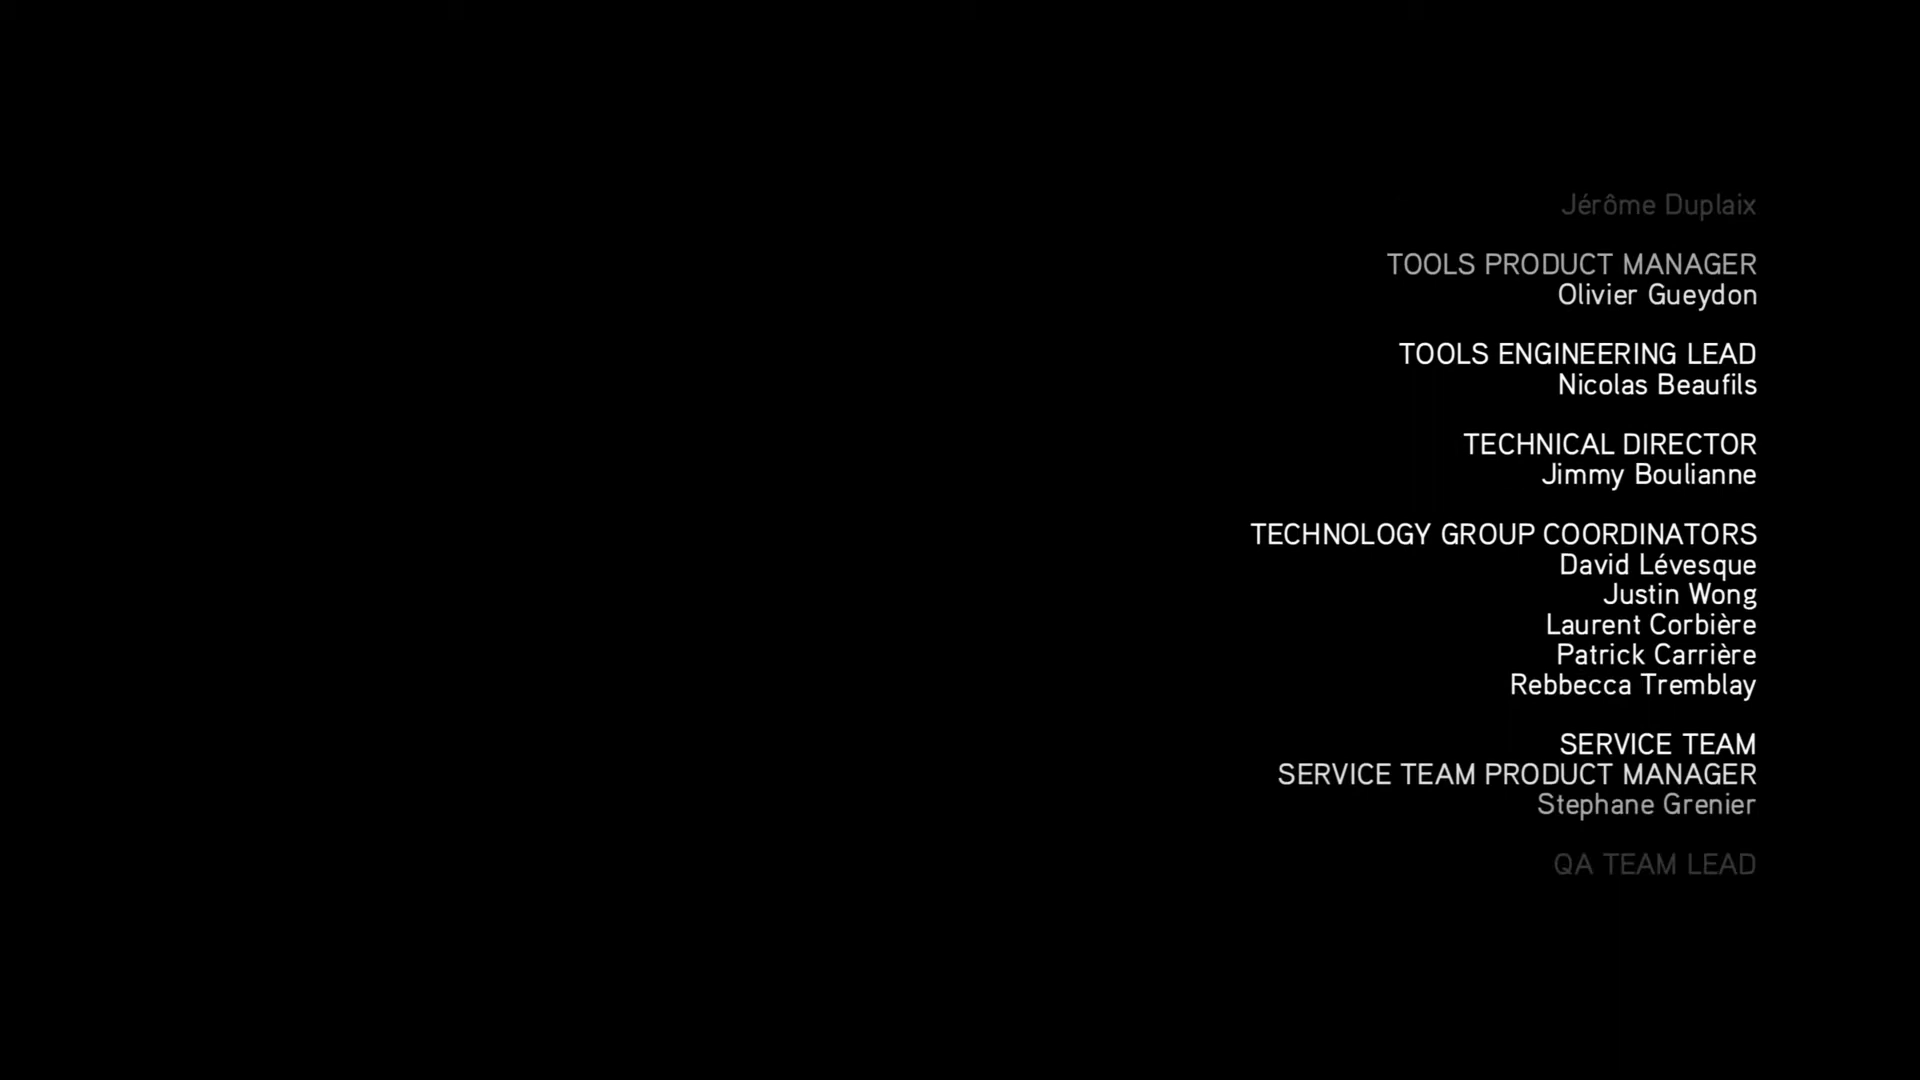 Jérôme Duplaix
TOOLS PRODUCT MANAGER
Olivier Gueydon
TOOLS ENGINEERING LEAD
Nicolas Beaufils
TECHNICAL DIRECTOR
Jimmy Boulianne
TECHNOLOGY GROUP COORDINATORS
David Lévesque
Justin Wong
Laurent Corbière
Patrick Carrière
Rebbecca Tremblay
SERVICE TEAM
SERVICE TEAM PRODUCT MANAGER
Stephane Grenier
QA TEAM LEAD